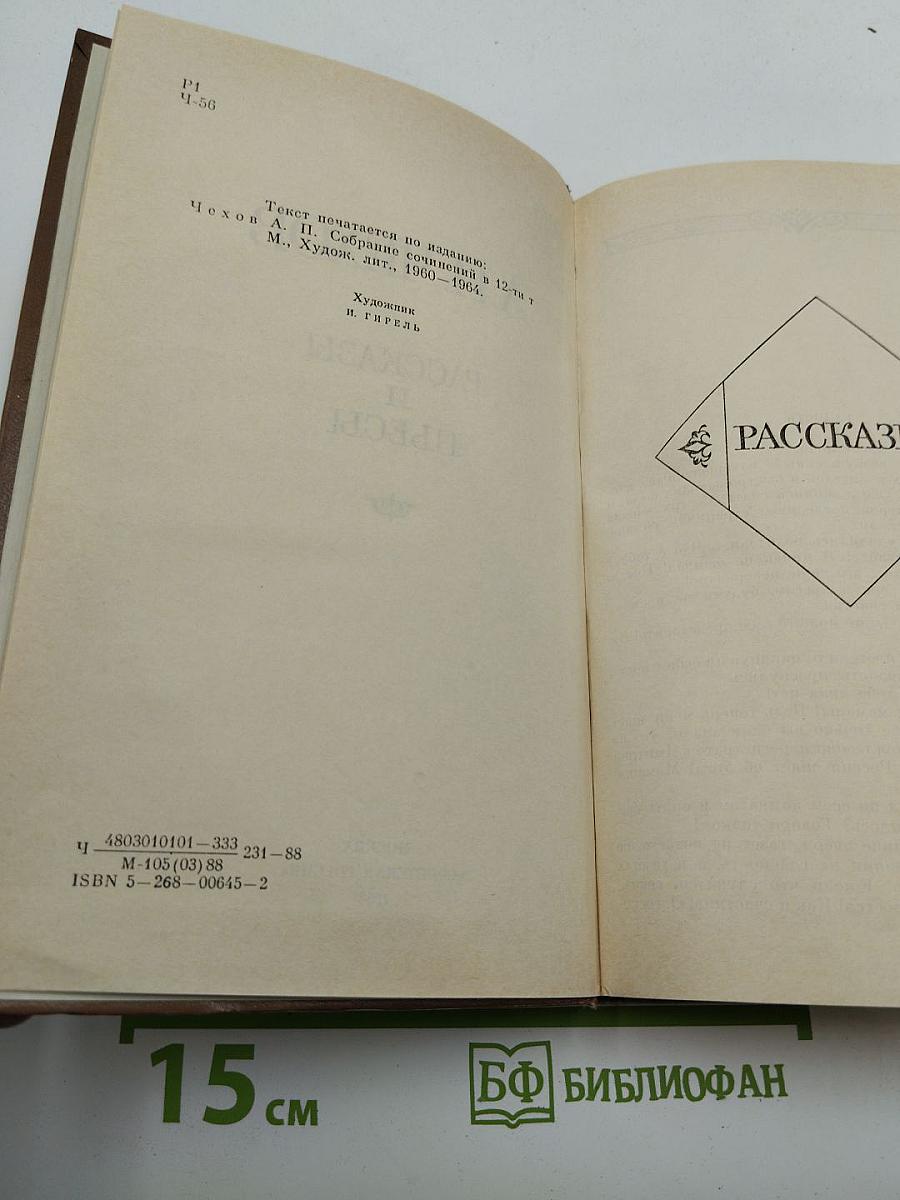 Р1
Ч-56
Текст печатается по изданию:
Чехов А. П. Собрание сочинений в 12-ти т
М., Худож. лит., 1960—1964.
Художник
И. ГИРЕЛЬ
Ч 4803010101—333 231—88
М-105(03)88
ISBN 5—268—00645—2
РАССКАЗ
15 см
БФ БИБЛИОФАН